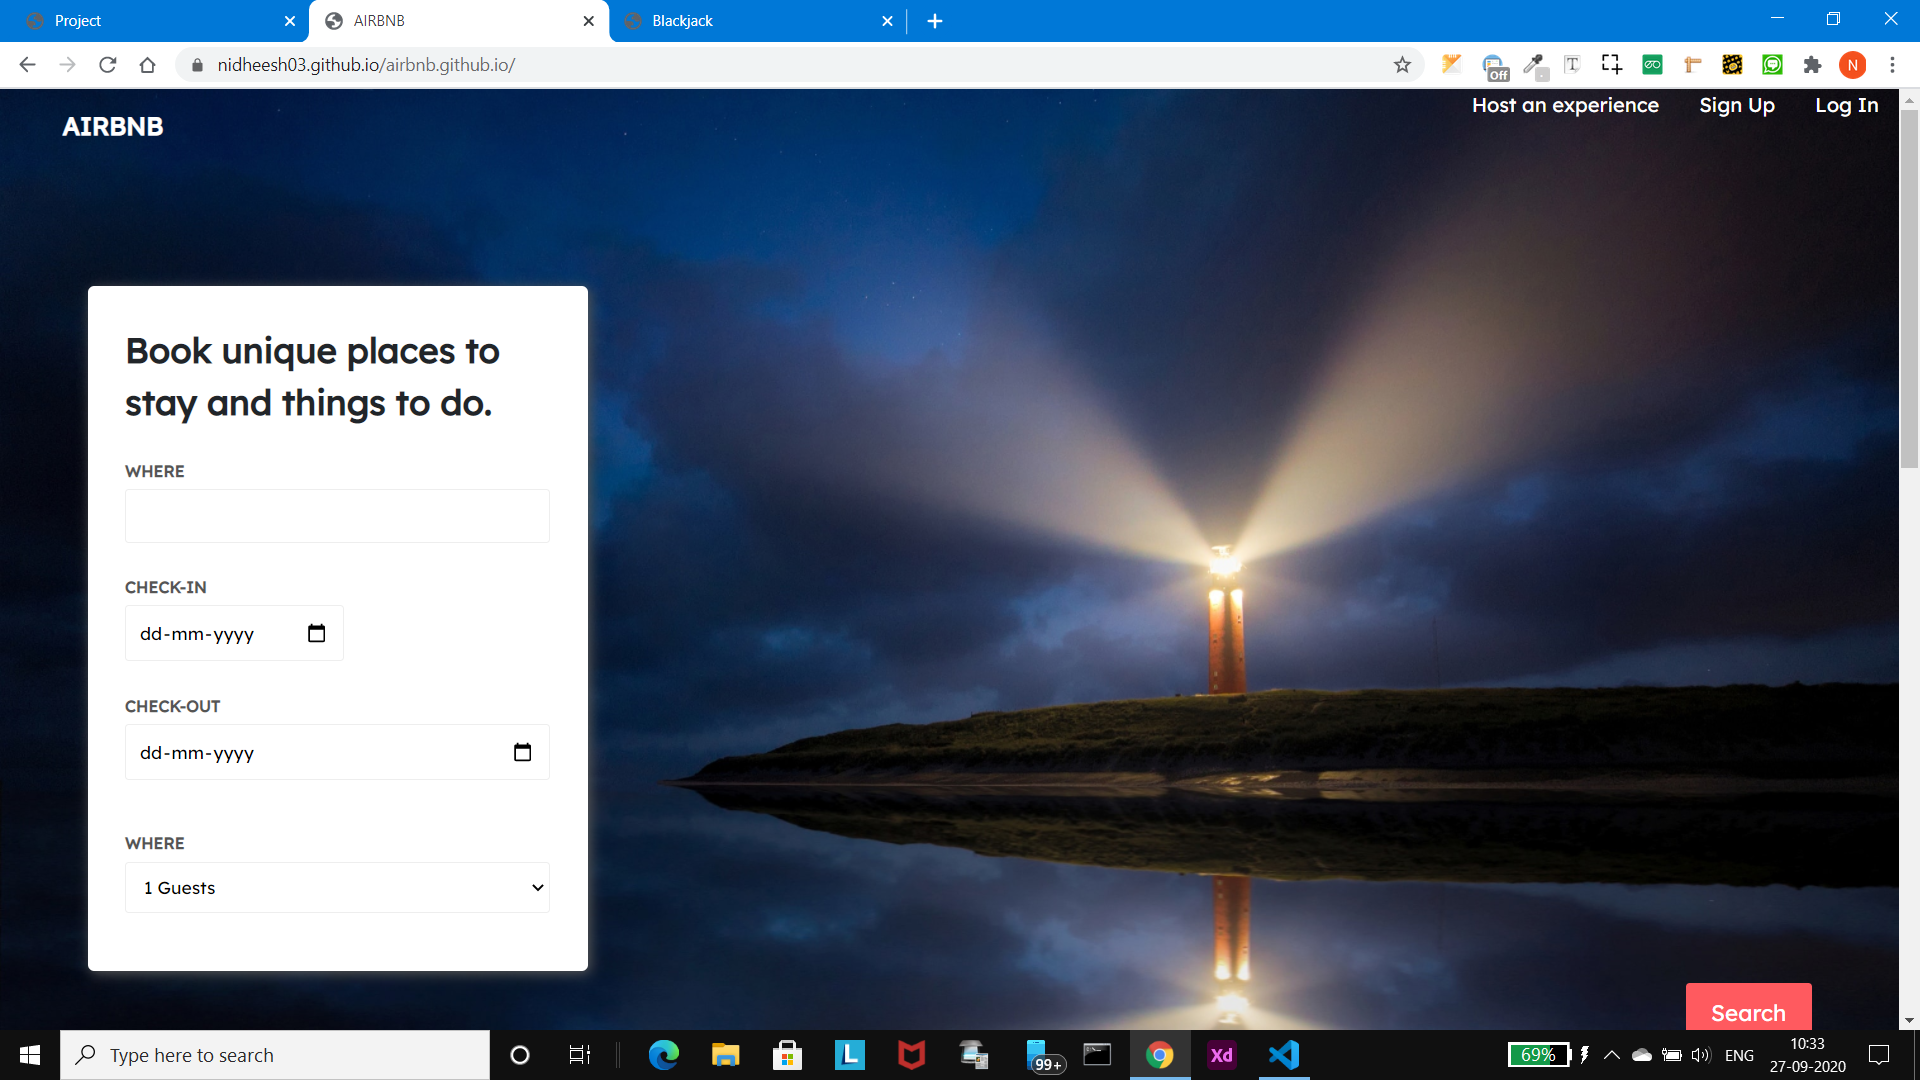 Project
AIRBNB
Blackjack
nidheesh03.github.io/airbnb.github.io/
Off
T
N
AIRBNB
Host an experience
Sign Up
Log In
Book unique places to
stay and things to do.
WHERE
CHECK-IN
dd-mm-yyyy
CHECK-OUT
dd-mm-yyyy
WHERE
1 Guests
Search
Type here to search
L
99+
Xd
69%
ENG
10:33
27-09-2020